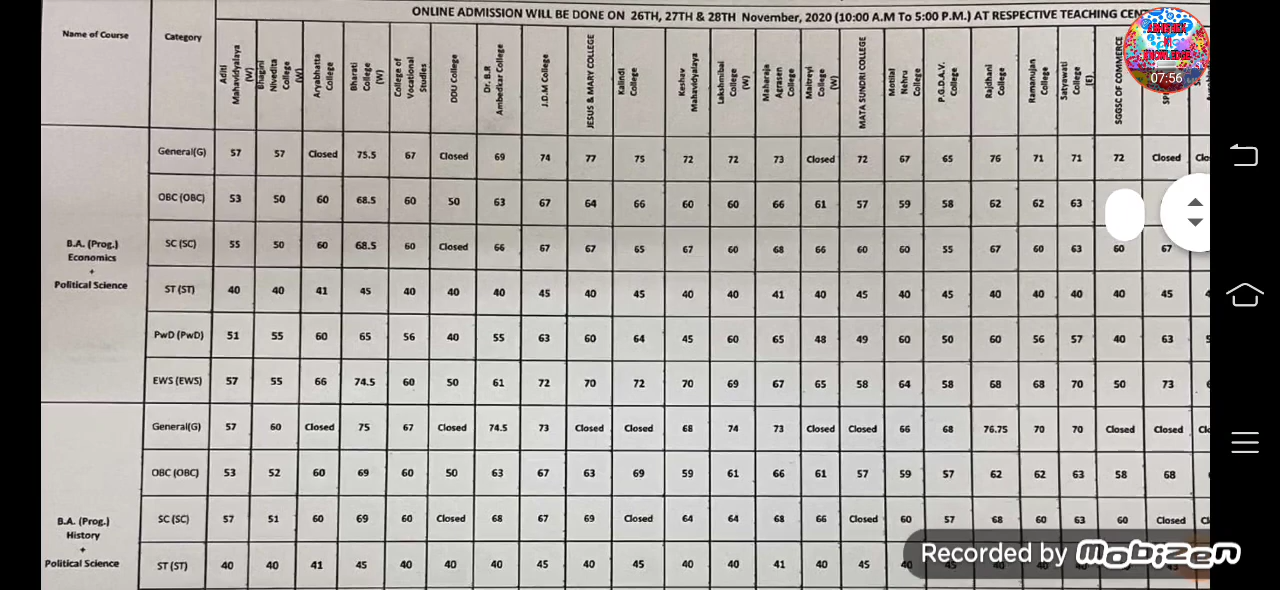 ONLINE ADMISSION WILL BE DONE ON 26TH, 27TH & 28TH November, 2020 (10:00 A.M To 5:00 P.M.) AT RESPECTIVE TEACHING
Name of Course Category Aditi Mahavidyalaya (W) Bhagini Nivedita College (W) Aryabhatta College Bharati College (W) College of Vocational Studies DDU College Dr. B.R Ambedkar College J.D.M College JESUS & MARY COLLEGE Kalindi College Keshav Mahavidyalaya Lakshmibai College (W) Maharaja Agrasen College Maitreyi College (W) MATA SUNDRI COLLEGE Motilal Nehru College P.G.D.A.V. College Rajdhani College Ramanujan College Satyawati College (E) SGGSC OF COMMERCE
07:56
B.A. (Prog.)
Economics
+
Political Science
General(G) 57 57 Closed 75.5 67 Closed 69 74 77 75 72 72 73 Closed 72 67 65 76 71 71 72 Closed
OBC (OBC) 53 50 60 68.5 60 50 63 67 64 66 60 60 66 61 57 59 58 62 62 63
SC (SC) 55 50 60 68.5 60 Closed 66 67 67 65 67 60 68 66 60 60 55 67 60 63 60 67
ST (ST) 40 40 41 45 40 40 40 45 40 45 40 40 41 40 45 40 45 40 40 40 40 45
PwD (PwD) 51 55 60 65 56 40 55 63 60 64 45 60 65 48 49 60 50 60 56 57 40 63
EWS (EWS) 57 55 66 74.5 60 50 61 72 70 72 70 69 67 65 58 64 58 68 68 70 50 73
B.A. (Prog.)
History
+
Political Science
General(G) 57 60 Closed 75 67 Closed 74.5 73 Closed Closed 68 74 73 Closed Closed 66 68 76.75 70 70 Closed Closed
OBC (OBC) 53 52 60 69 60 50 63 67 63 69 59 61 66 61 57 59 57 62 62 63 58 68
SC (SC) 57 51 60 69 60 Closed 68 67 69 Closed 64 64 68 66 Closed 60 57 68 60 63 60 Closed
ST (ST) 40 40 41 45 40 40 40 45 40 45 40 40 41 40 45
Recorded by Mobizen